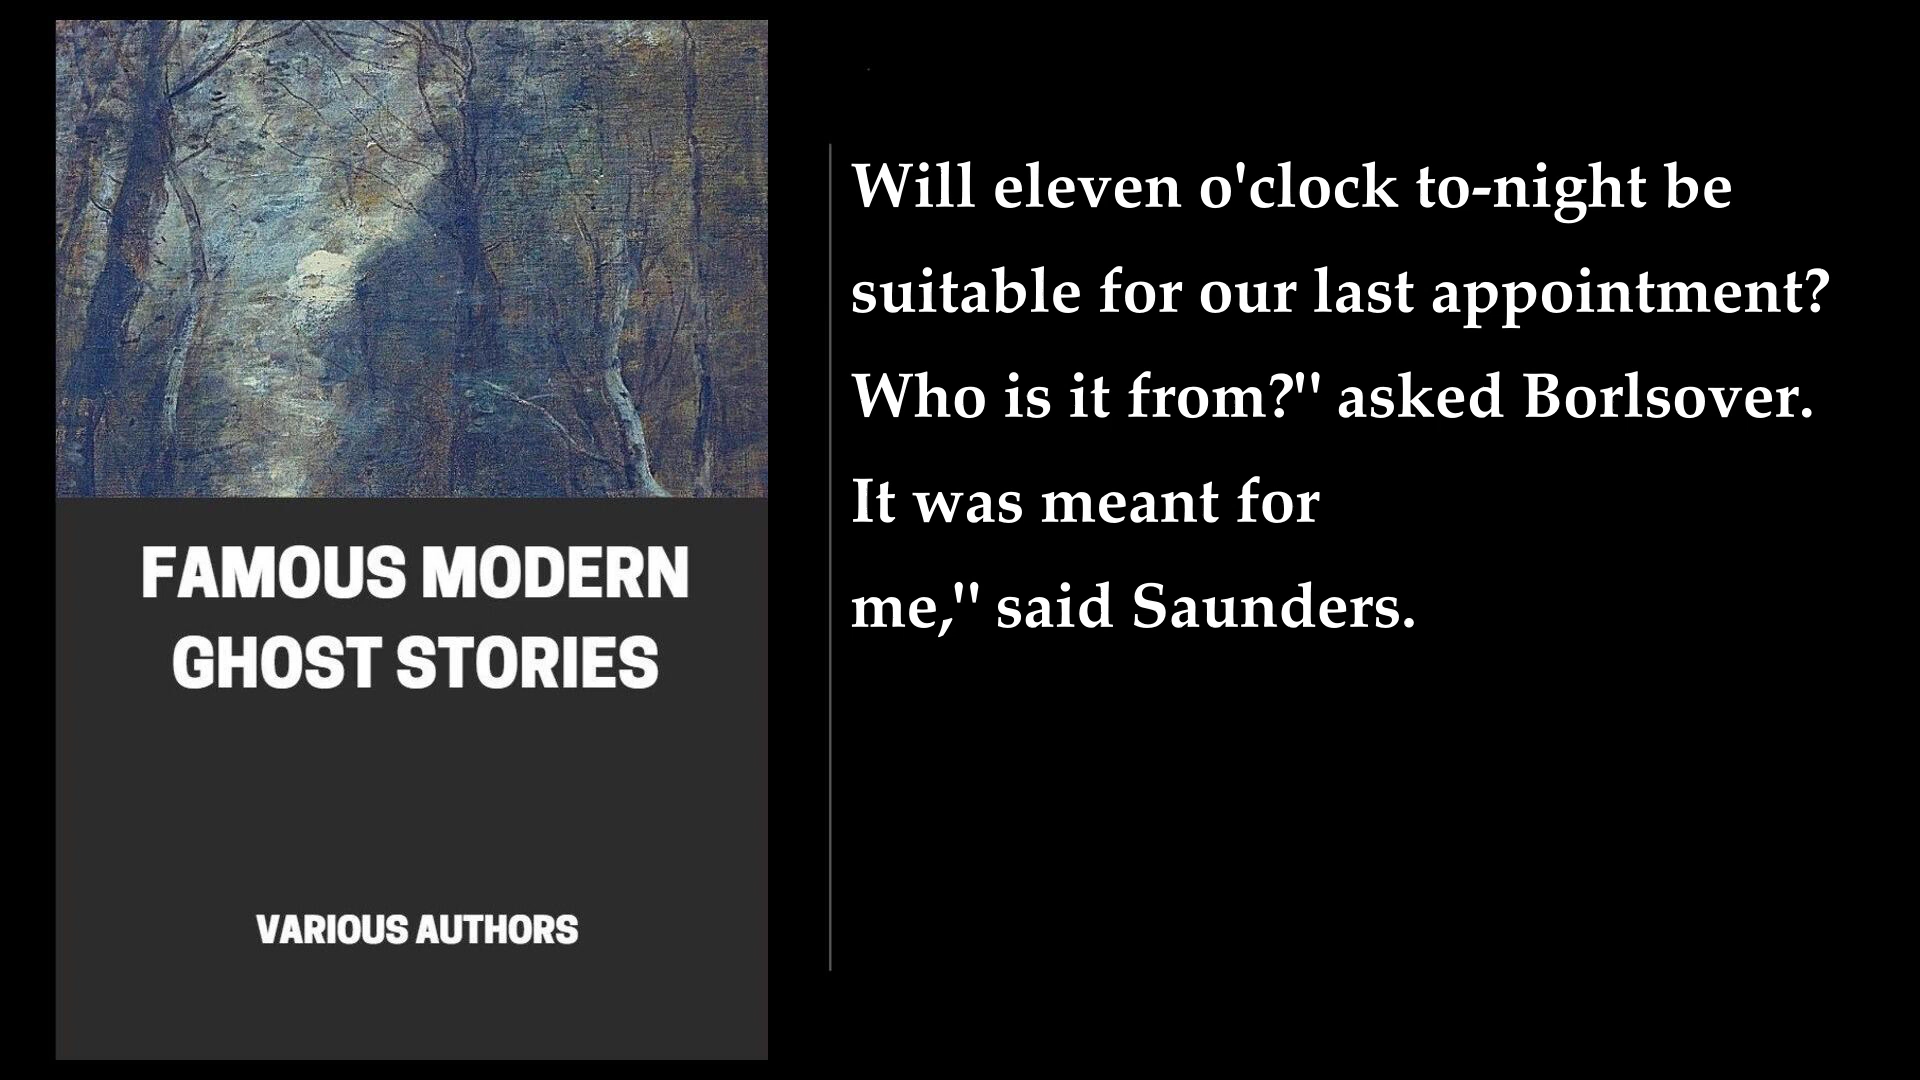 FAMOUS MODERN
GHOST STORIES
VARIOUS AUTHORS
Will eleven o'clock to-night be
suitable for our last appointment?
Who is it from?" asked Borlsover.
It was meant for
me," said Saunders.